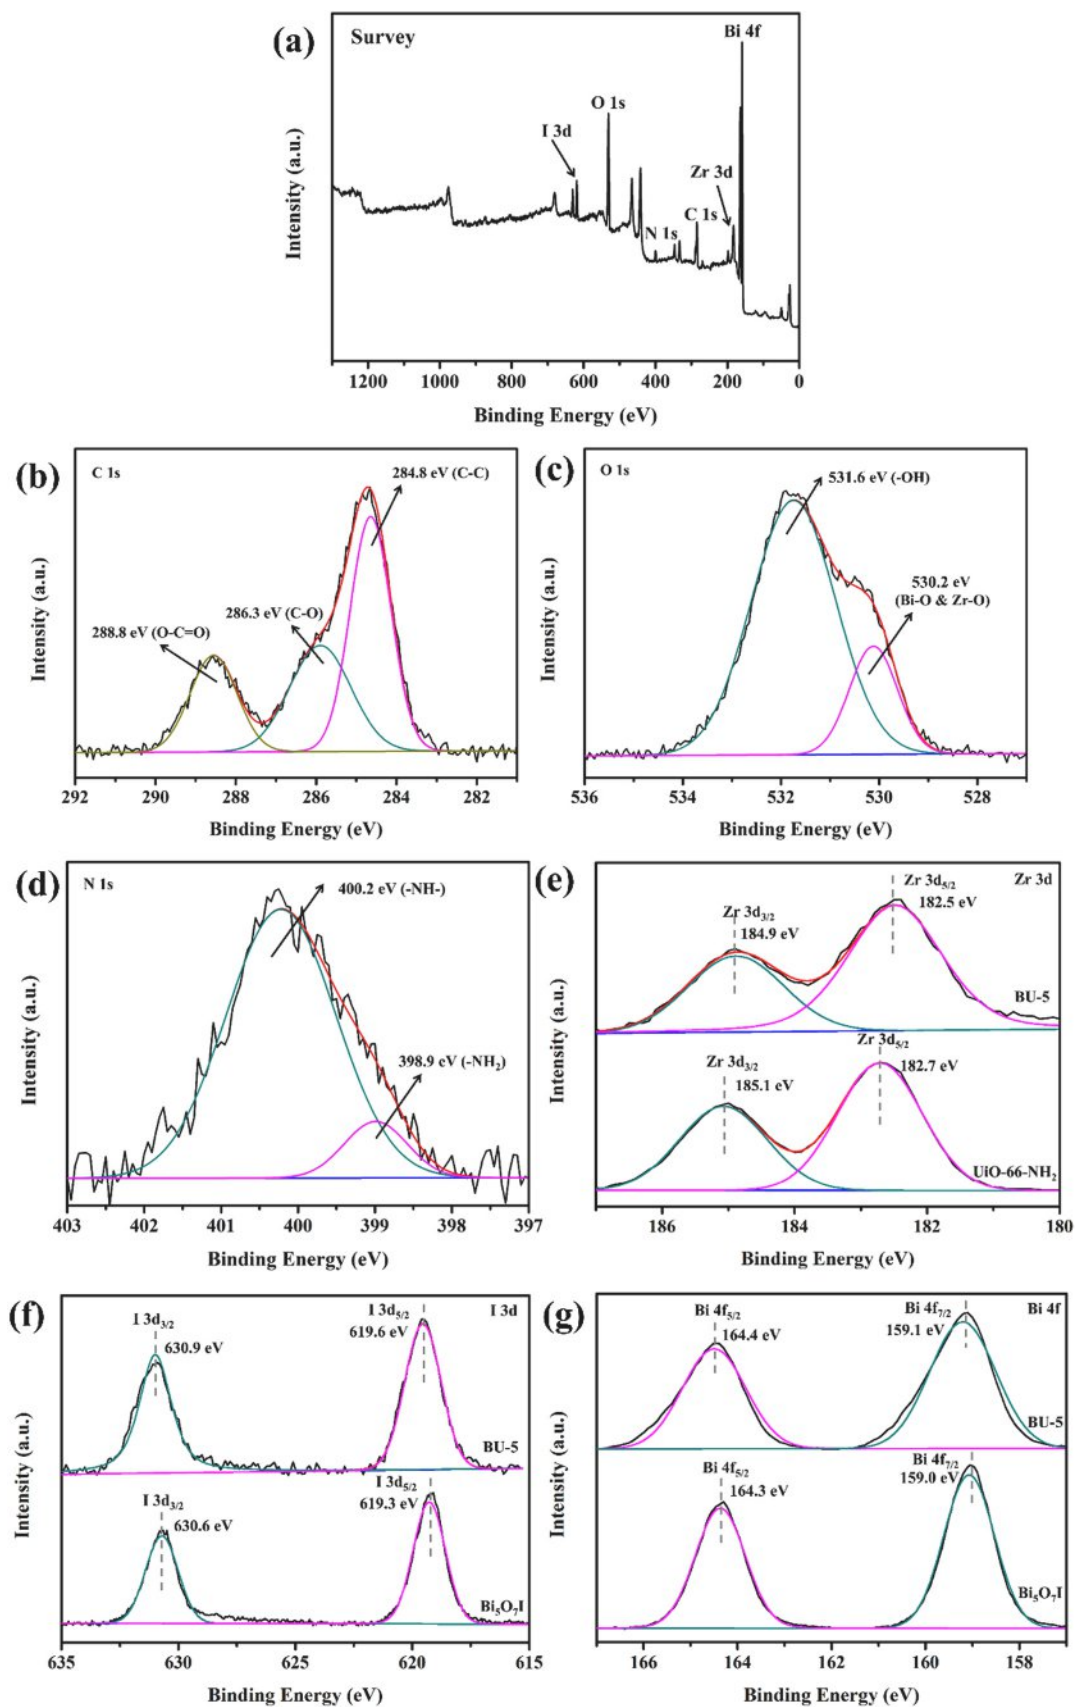 (a)
Survey
Bi 4f
O 1s
I 3d
Zr 3d
C 1s
N 1s
Intensity (a.u.)
1200 1000 800 600 400 200 0
Binding Energy (eV)
(b)
C 1s
284.8 eV (C-C)
286.3 eV (C-O)
288.8 eV (O-C=O)
Intensity (a.u.)
292 290 288 286 284 282
Binding Energy (eV)
(c)
O 1s
531.6 eV (-OH)
530.2 eV
(Bi-O & Zr-O)
Intensity (a.u.)
536 534 532 530 528
Binding Energy (eV)
(d)
N 1s
400.2 eV (-NH-)
398.9 eV (-NH₂)
Intensity (a.u.)
403 402 401 400 399 398 397
Binding Energy (eV)
(e)
Zr 3d
Zr 3d₅/₂
182.5 eV
Zr 3d₃/₂
184.9 eV
BU-5
Zr 3d₅/₂
182.7 eV
Zr 3d₃/₂
185.1 eV
UiO-66-NH₂
Intensity (a.u.)
186 184 182 180
Binding Energy (eV)
(f)
I 3d
I 3d₃/₂
630.9 eV
I 3d₅/₂
619.6 eV
BU-5
I 3d₃/₂
630.6 eV
I 3d₅/₂
619.3 eV
Bi₅O₇I
Intensity (a.u.)
635 630 625 620 615
Binding Energy (eV)
(g)
Bi 4f
Bi 4f₅/₂
164.4 eV
Bi 4f₇/₂
159.1 eV
BU-5
Bi 4f₅/₂
164.3 eV
Bi 4f₇/₂
159.0 eV
Bi₅O₇I
Intensity (a.u.)
166 164 162 160 158
Binding Energy (eV)